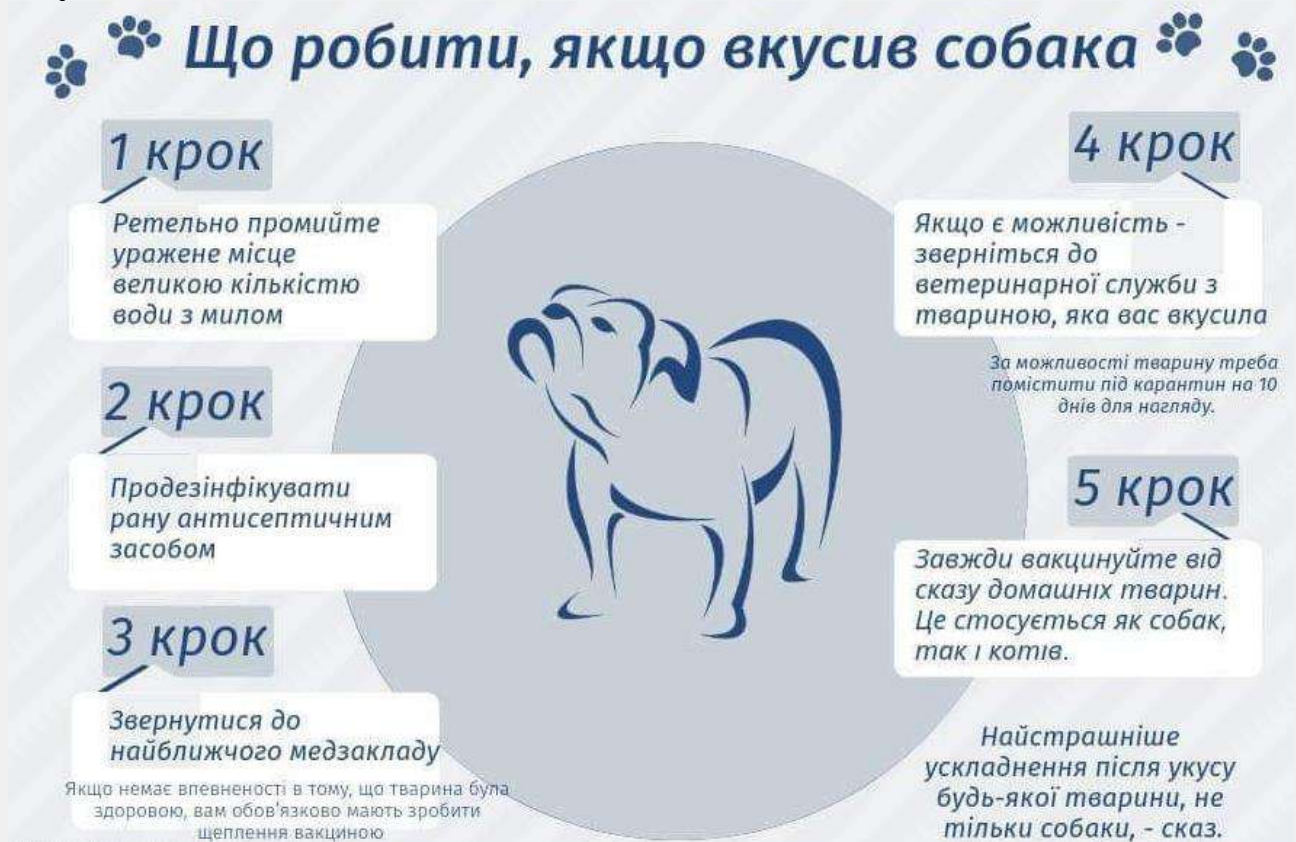 Що робити, якщо вкусив собака
1 крок
Ретельно промийте
уражене місце
великою кількістю
води з милом
2 крок
Продезінфікувати
рану антисептичним
засобом
3 крок
Звернутися до
найближчого медзакладу
Якщо немає впевненості в тому, що тварина була
здоровою, вам обов'язково мають зробити
щеплення вакциною
4 крок
Якщо є можливість -
зверніться до
ветеринарної служби з
твариною, яка вас вкусила
За можливості тварину треба
помістити під карантин на 10
днів для нагляду.
5 крок
Завжди вакцинуйте від
сказу домашніх тварин.
Це стосується як собак,
так і котів.
Найстрашніше
ускладнення після укусу
будь-якої тварини, не
тільки собаки, - сказ.